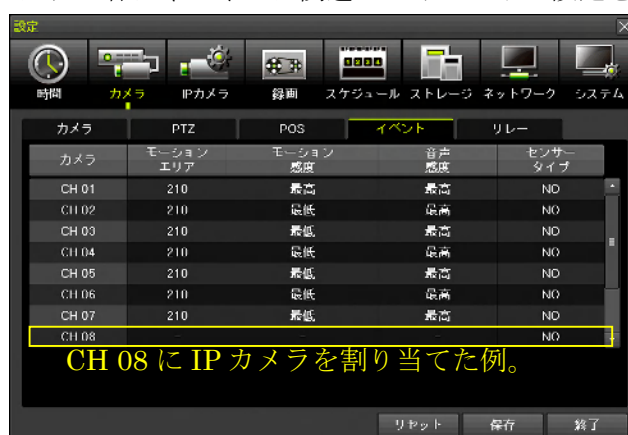 設定
時間 カメラ IPカメラ 録画 スケジュール ストレージ ネットワーク システム
カメラ PTZ POS イベント リレー
カメラ モーションエリア モーション感度 音声感度 センサータイプ
CH 01 210 最高 最高 NO
CH 02 210 最低 最高 NO
CH 03 210 最低 最高 NO
CH 04 210 最低 最高 NO
CH 05 210 最低 最高 NO
CH 06 210 最低 最高 NO
CH 07 210 最低 最高 NO
CH 08 - - - NO
CH 08 に IP カメラを割り当てた例。
リセット 保存 終了